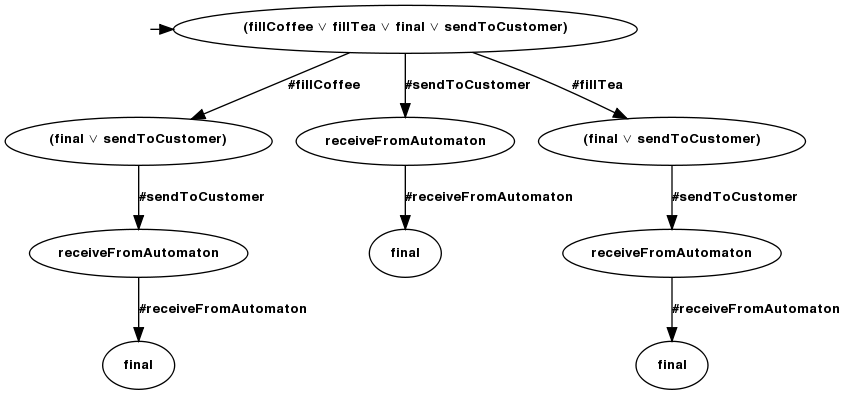 (fillCoffee ∨ fillTea ∨ final ∨ sendToCustomer)
#fillCoffee
#sendToCustomer
#fillTea
(final ∨ sendToCustomer)
receiveFromAutomaton
(final ∨ sendToCustomer)
#sendToCustomer
#receiveFromAutomaton
#sendToCustomer
receiveFromAutomaton
final
receiveFromAutomaton
#receiveFromAutomaton
#receiveFromAutomaton
final
final